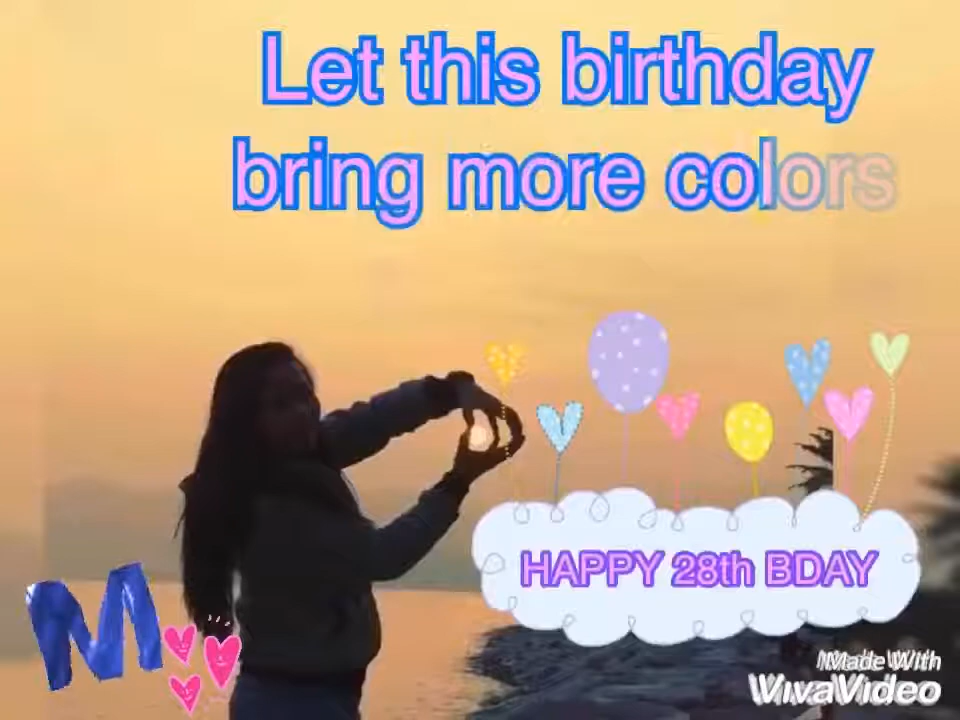 Let this birthday
bring more colors
HAPPY 28th BDAY
M
Made With
VivaVideo